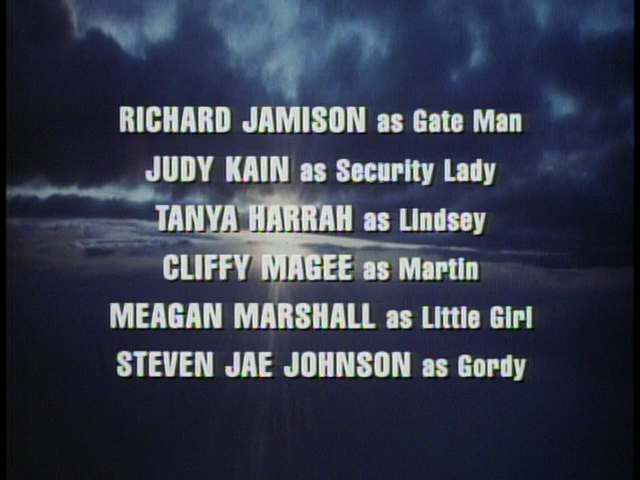 RICHARD JAMISON as Gate Man
JUDY KAIN as Security Lady
TANYA HARRAH as Lindsey
CLIFFY MAGEE as Martin
MEAGAN MARSHALL as Little Girl
STEVEN JAE JOHNSON as Gordy